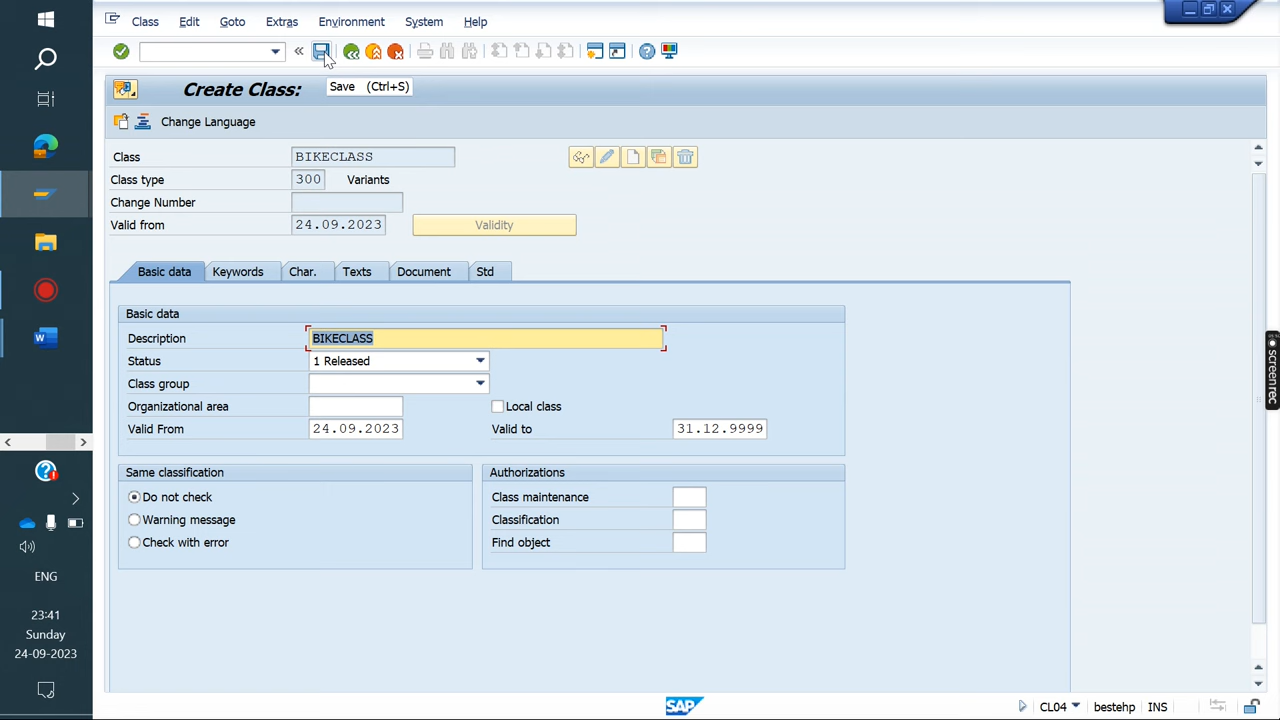 Class Edit Goto Extras Environment System Help
Create Class:
Save (Ctrl+S)
Change Language
Class BIKECLASS
Class type 300 Variants
Change Number
Valid from 24.09.2023 Validity
Basic data Keywords Char. Texts Document Std
Basic data
Description BIKECLASS
Status 1 Released
Class group
Organizational area Local class
Valid From 24.09.2023 Valid to 31.12.9999
Same classification Authorizations
Do not check Class maintenance
Warning message Classification
Check with error Find object
ENG
23:41
Sunday
24-09-2023
SAP CL04 bestehp INS
screenrec